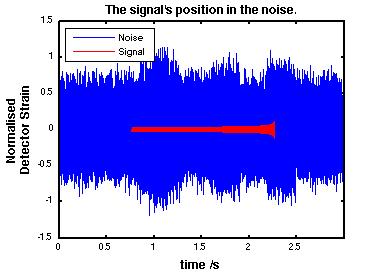 The signal's position in the noise.
1.5
Noise
Signal
1
0.5
0
-0.5
-1
-1.5
Normalised
Detector Strain
0 0.5 1 1.5 2 2.5
time /s